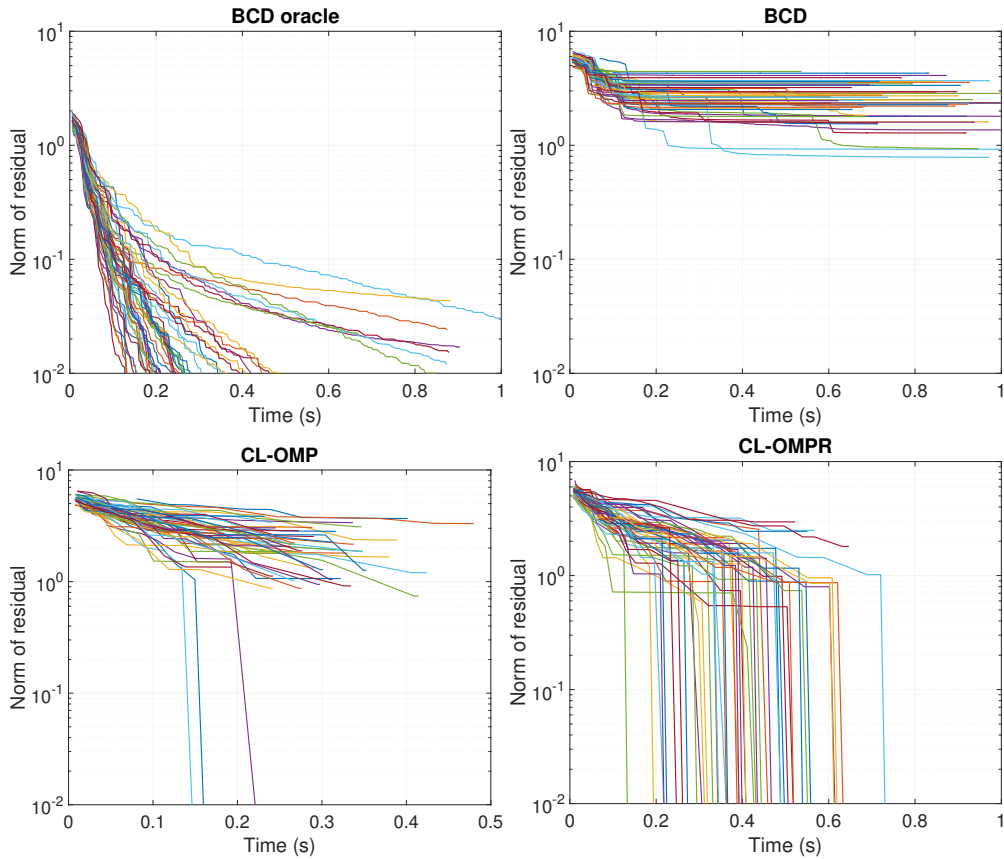 BCD oracle
10^1
10^0
10^-1
10^-2
Norm of residual
0 0.2 0.4 0.6 0.8 1
Time (s)
BCD
10^1
10^0
10^-1
10^-2
Norm of residual
0 0.2 0.4 0.6 0.8 1
Time (s)
CL-OMP
10^1
10^0
10^-1
10^-2
Norm of residual
0 0.1 0.2 0.3 0.4 0.5
Time (s)
CL-OMPR
10^1
10^0
10^-1
10^-2
Norm of residual
0 0.2 0.4 0.6 0.8 1
Time (s)